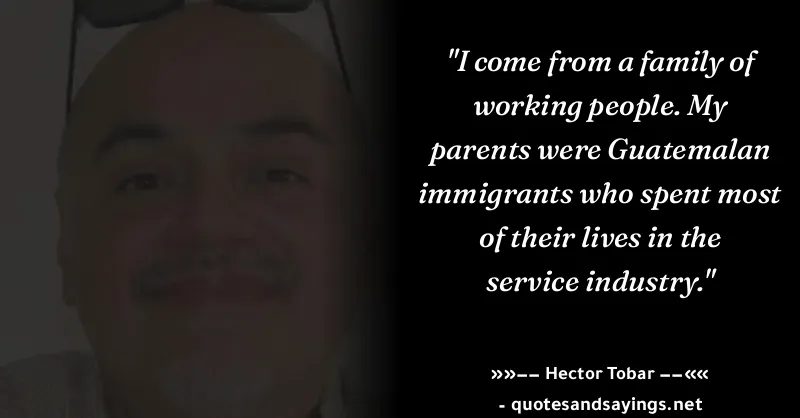 "I come from a family of
working people. My
parents were Guatemalan
immigrants who spent most
of their lives in the
service industry."
»»−− Hector Tobar −−««
- quotesandsayings.net